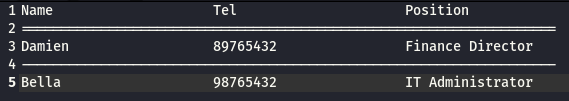 1 Name Tel Position
2 ===================================================================
3 Damien 89765432 Finance Director
4 -------------------------------------------------------------------
5 Bella 98765432 IT Administrator